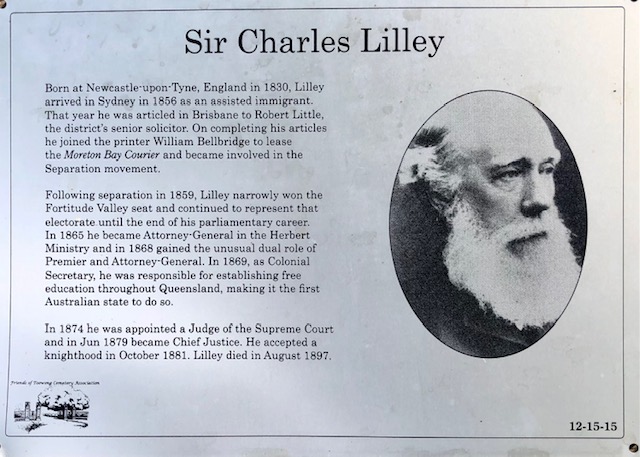 Sir Charles Lilley
Born at Newcastle-upon-Tyne, England in 1830, Lilley
arrived in Sydney in 1856 as an assisted immigrant.
That year he was articled in Brisbane to Robert Little,
the district's senior solicitor. On completing his articles
he joined the printer William Bellbridge to lease
the Moreton Bay Courier and became involved in the
Separation movement.
Following separation in 1859, Lilley narrowly won the
Fortitude Valley seat and continued to represent that
electorate until the end of his parliamentary career.
In 1865 he became Attorney-General in the Herbert
Ministry and in 1868 gained the unusual dual role of
Premier and Attorney-General. In 1869, as Colonial
Secretary, he was responsible for establishing free
education throughout Queensland, making it the first
Australian state to do so.
In 1874 he was appointed a Judge of the Supreme Court
and in Jun 1879 became Chief Justice. He accepted a
knighthood in October 1881. Lilley died in August 1897.
Friends of Toowong Cemetery Association
12-15-15